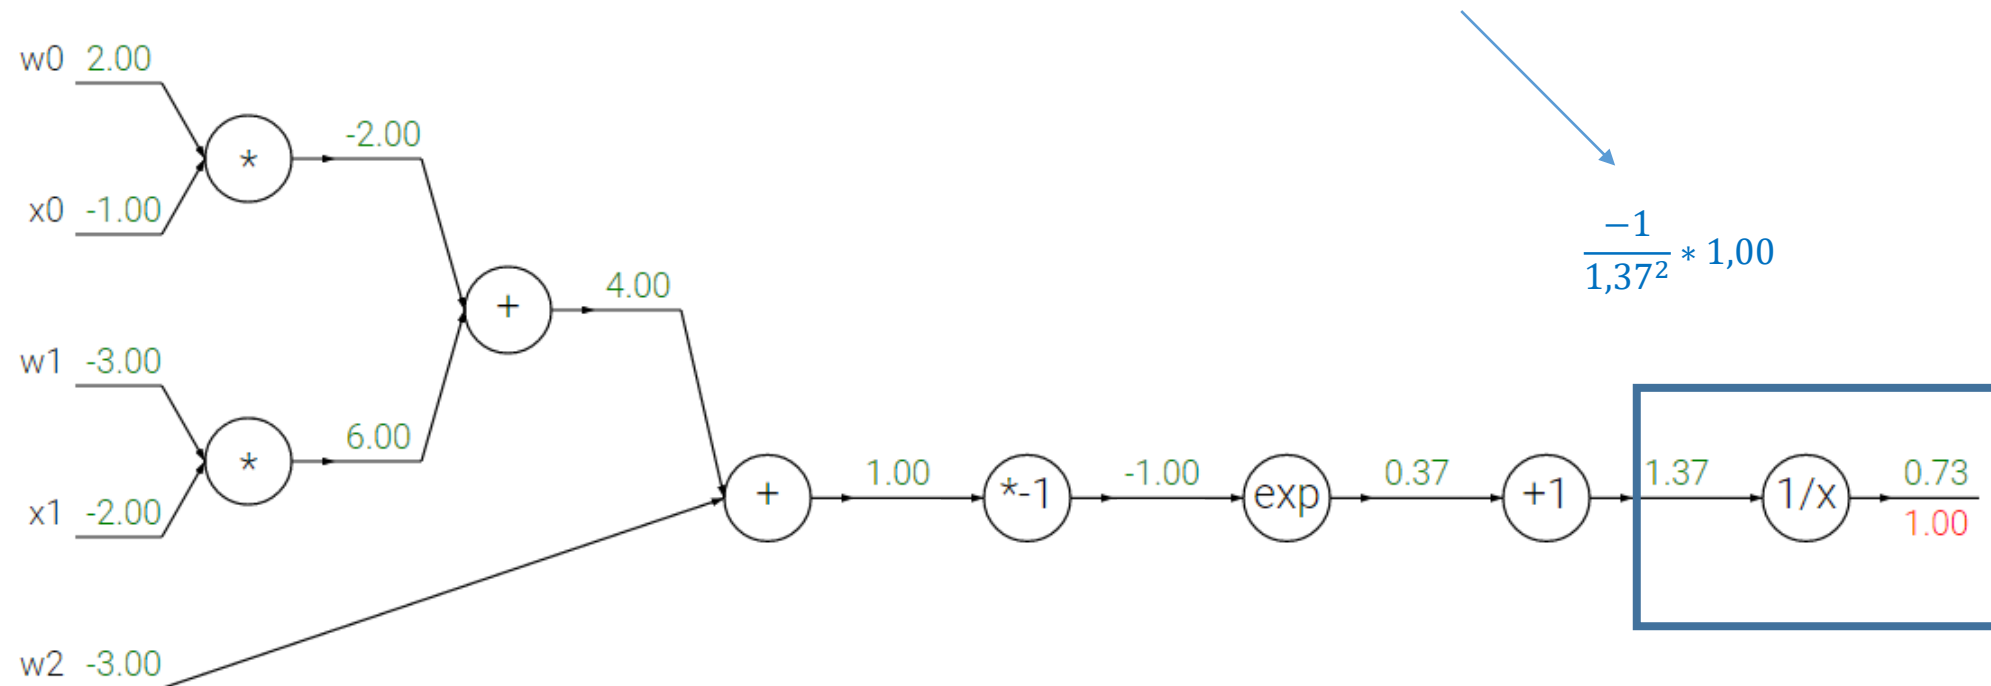 w0 2.00
-2.00
*
x0 -1.00
−1
1,37² * 1,00
4.00
+
w1 -3.00
6.00
*
x1 -2.00
+ 1.00 *-1 -1.00 exp 0.37 +1 1.37 1/x 0.73
1.00
w2 -3.00